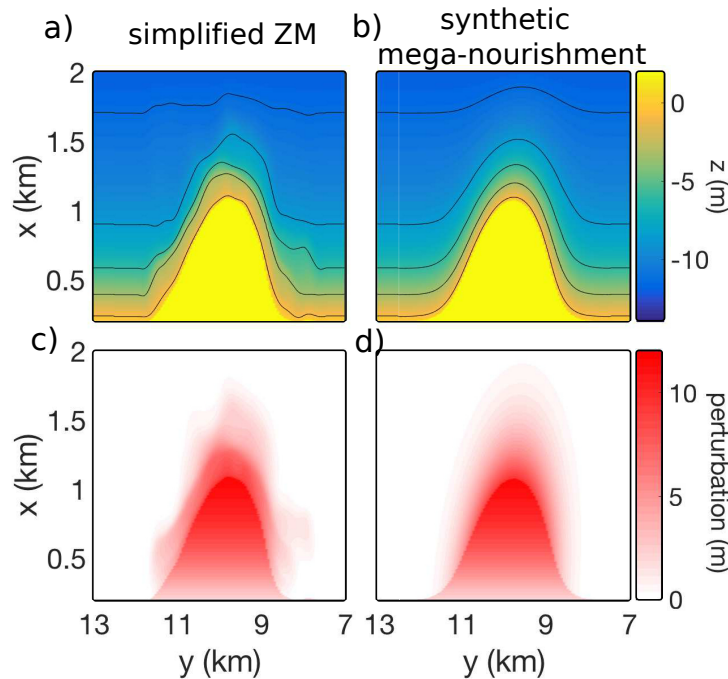 a) simplified ZM
b) synthetic
mega-nourishment
2
1.5
1
0.5
x (km)
0
-5
-10
z (m)
c)
d)
2
1.5
1
0.5
x (km)
10
5
0
perturbation (m)
13 11 9 7
13 11 9 7
y (km)
y (km)